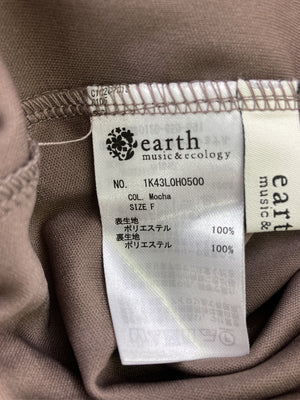 earth
music & ecology
NO. 1K43L0H0500
COL. Mocha
SIZE F
表生地
ポリエステル 100%
裏生地
ポリエステル 100%
earth
music &